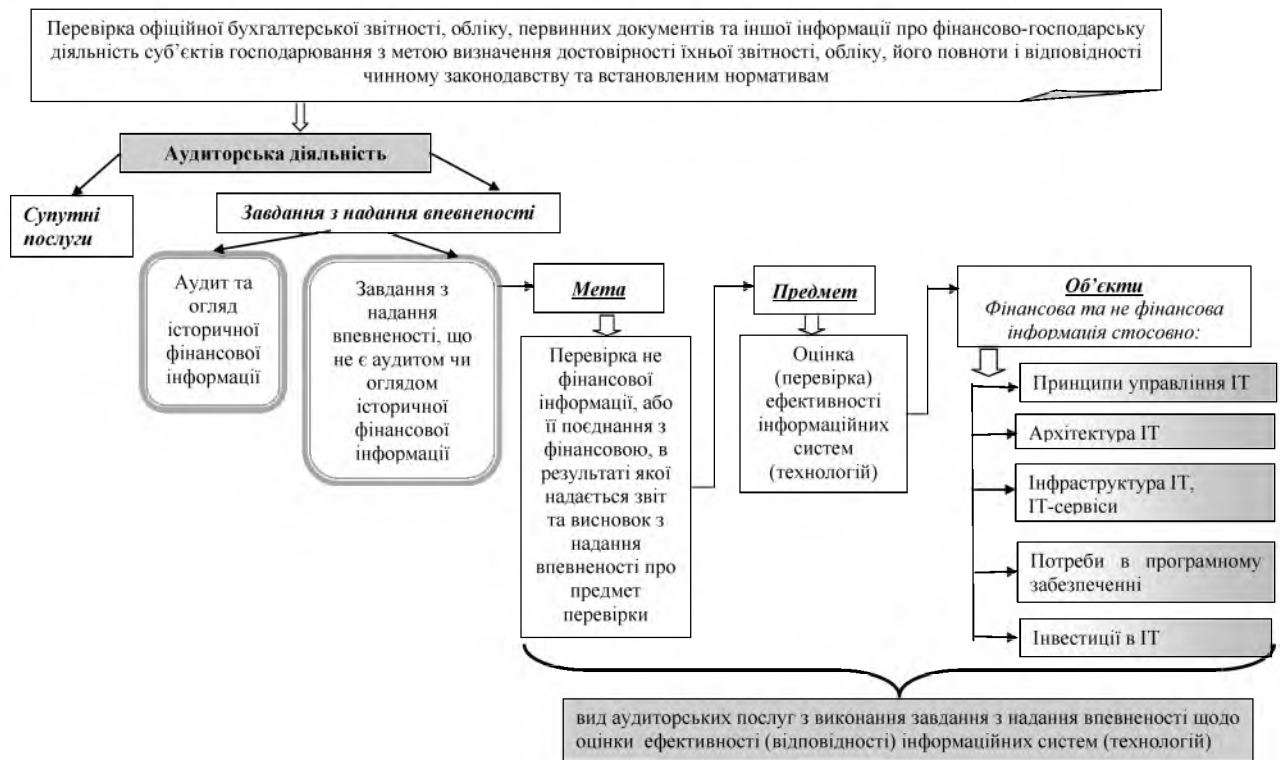 Перевірка офіційної бухгалтерської звітності, обліку, первинних документів та іншої інформації про фінансово-господарську
діяльність суб’єктів господарювання з метою визначення достовірності їхньої звітності, обліку, його повноти і відповідності
чинному законодавству та встановленим нормативам
Аудиторська діяльність
Супутні
послуги
Завдання з надання впевненості
Аудит та
огляд
історичної
фінансової
інформації
Завдання з
надання
впевненості, що
не є аудитом чи
оглядом
історичної
фінансової
інформації
Мета
Перевірка не
фінансової
інформації, або
її поєднання з
фінансовою, в
результаті якої
надається звіт
та висновок з
надання
впевненості про
предмет
перевірки
Предмет
Оцінка
(перевірка)
ефективності
інформаційних
систем
(технологій)
Об’єкти
Фінансова та не фінансова
інформація стосовно:
Принципи управління ІТ
Архітектура ІТ
Інфраструктура ІТ,
ІТ-сервіси
Потреби в програмному
забезпеченні
Інвестиції в ІТ
вид аудиторських послуг з виконання завдання з надання впевненості щодо
оцінки ефективності (відповідності) інформаційних систем (технологій)